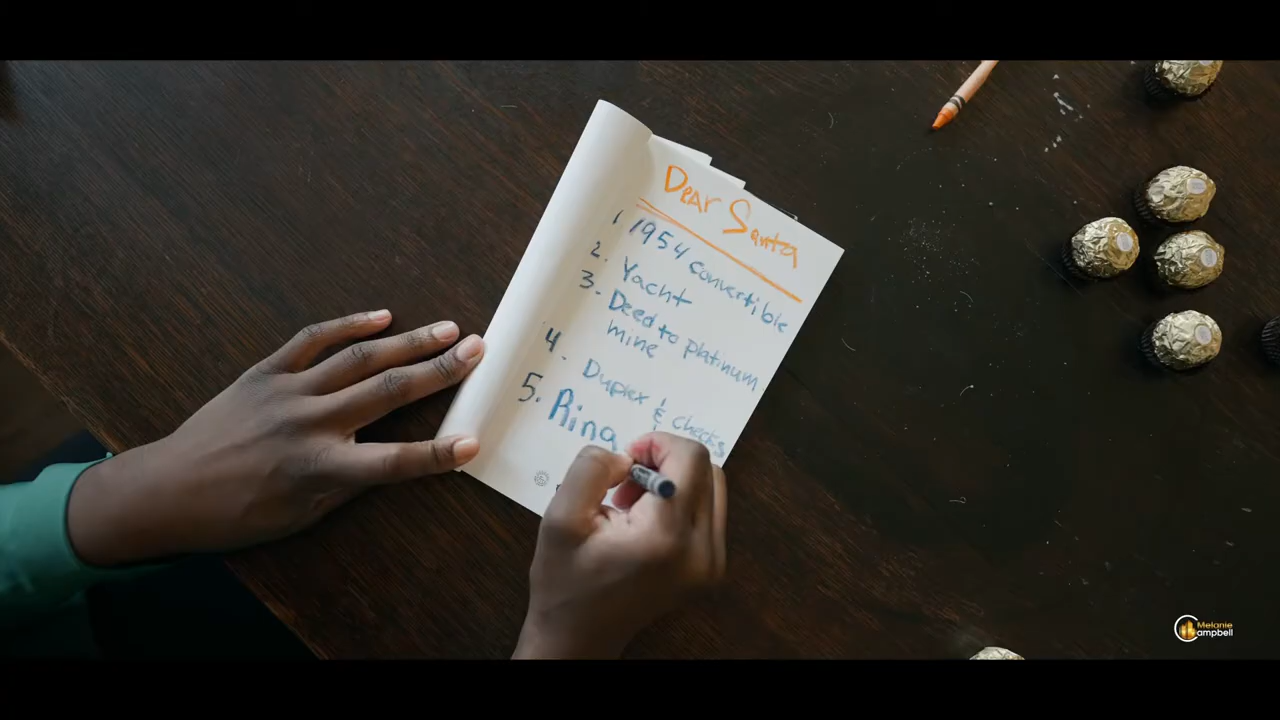 Dear Santa
1. 1954 convertible
2. Yacht
3. Deed to platinum
mine
4. Duplex & checks
5. Ring
Melanie
Campbell